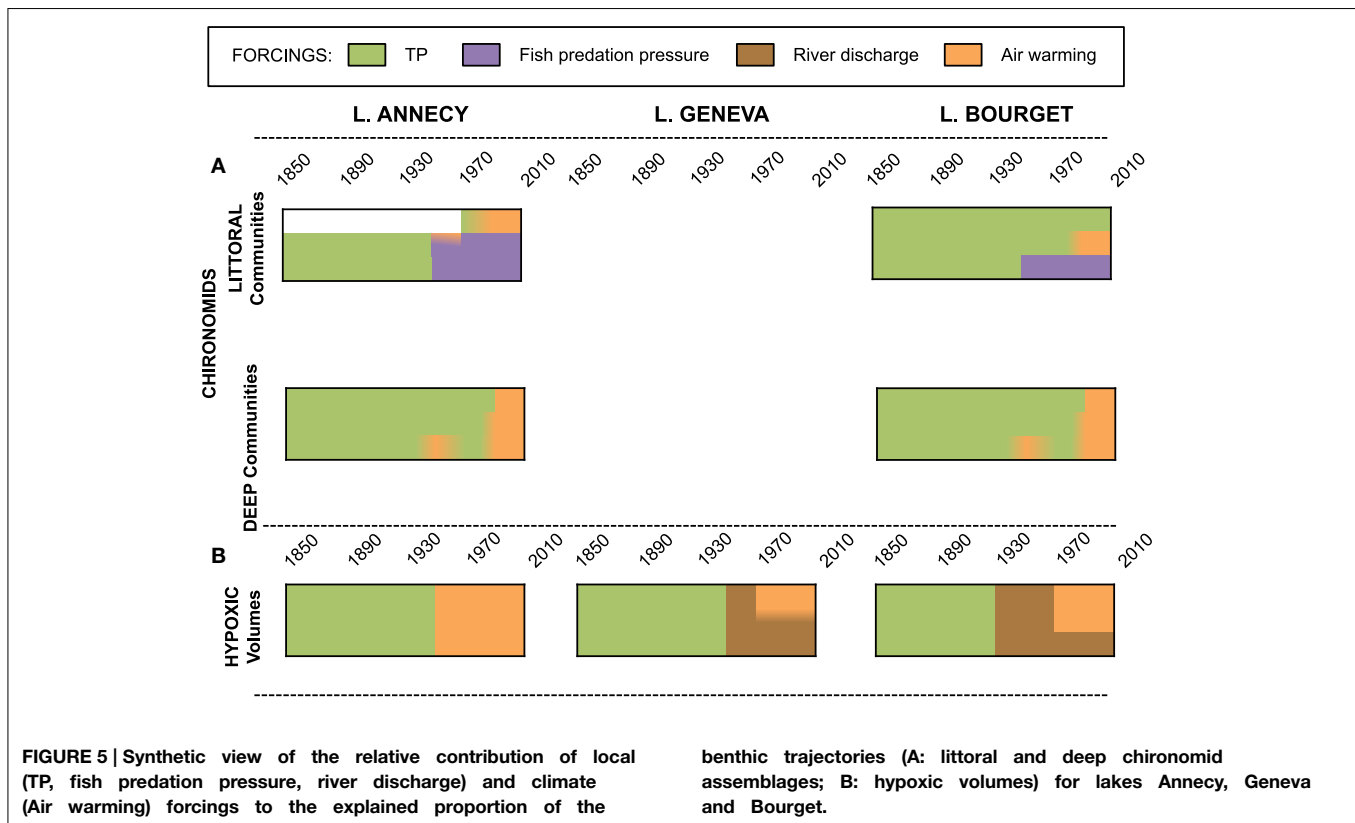 FORCINGS: TP Fish predation pressure River discharge Air warming
L. ANNECY L. GENEVA L. BOURGET
A 1850 1890 1930 1970 2010 1850 1890 1930 1970 2010 1850 1890 1930 1970 2010
CHIRONOMIDS
LITTORAL
Communities
DEEP Communities
B 1850 1890 1930 1970 2010 1850 1890 1930 1970 2010 1850 1890 1930 1970 2010
HYPOXIC
Volumes
FIGURE 5 | Synthetic view of the relative contribution of local
(TP, fish predation pressure, river discharge) and climate
(Air warming) forcings to the explained proportion of the
benthic trajectories (A: littoral and deep chironomid
assemblages; B: hypoxic volumes) for lakes Annecy, Geneva
and Bourget.